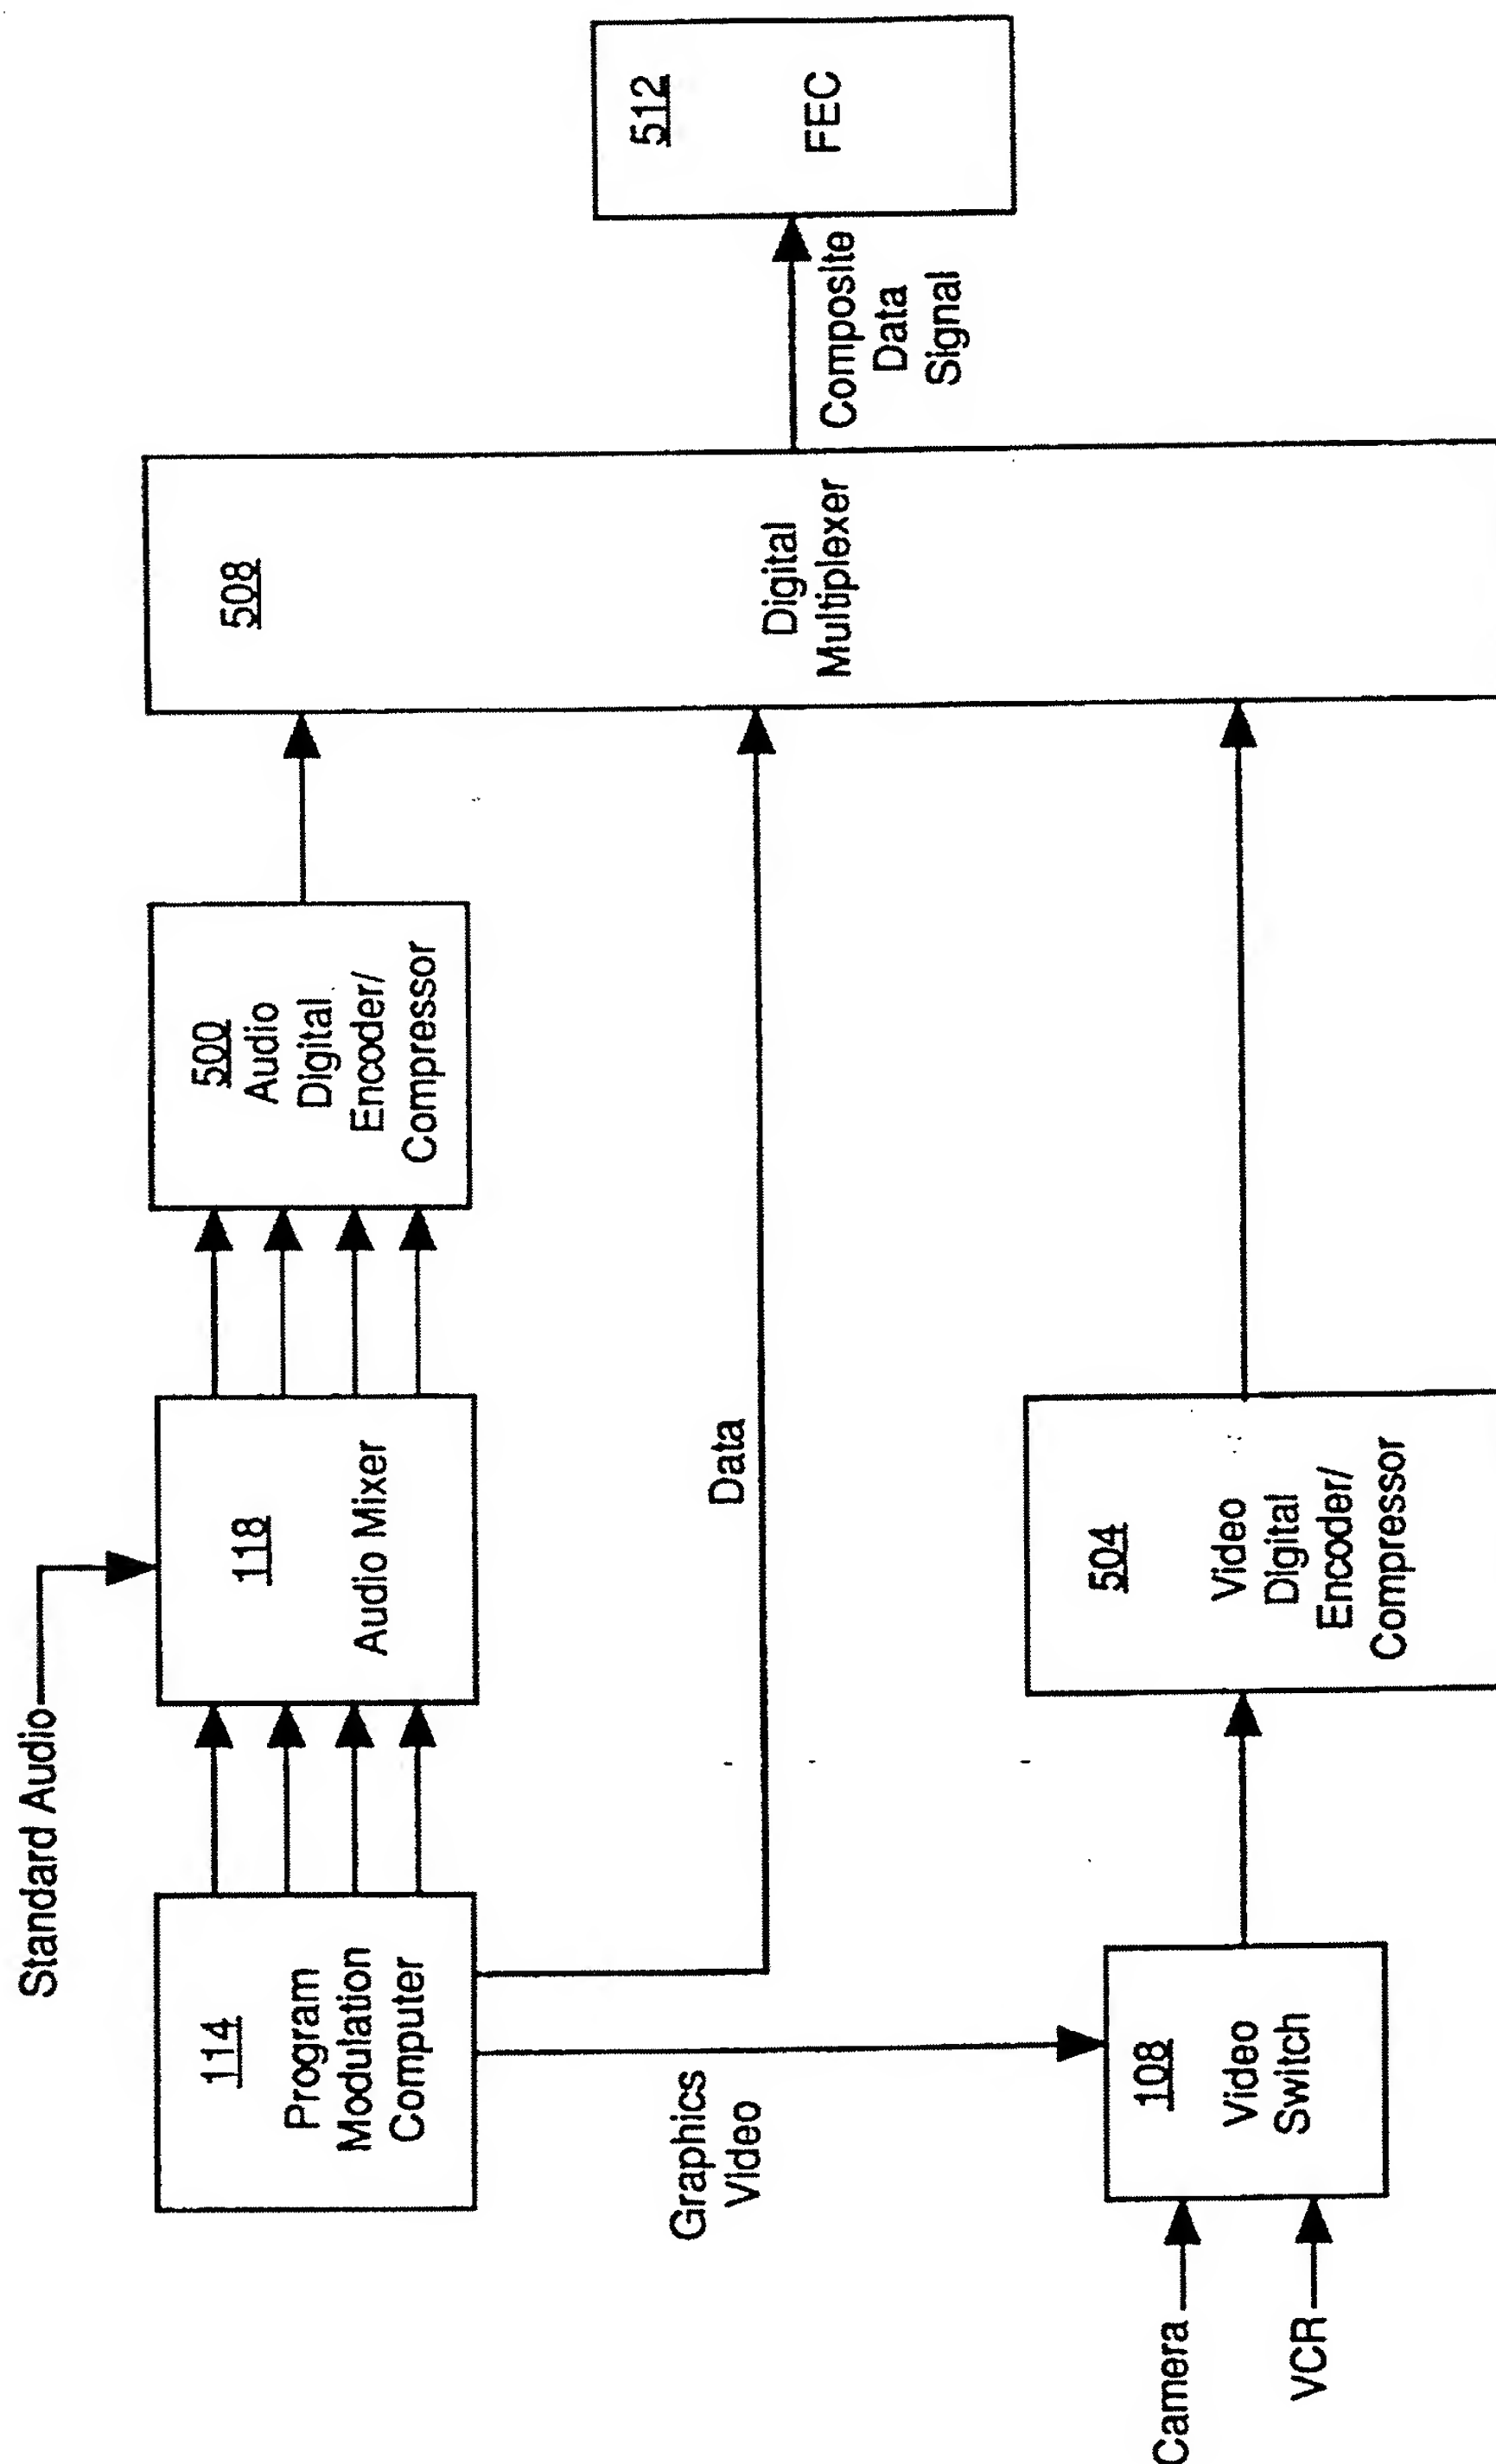 Standard Audio
114
Program
Modulation
Computer
118
Audio Mixer
500
Audio
Digital
Encoder/
Compressor
508
Digital
Multiplexer
512
FEC
Composite
Data
Signal
Data
Graphics
Video
Camera
VCR
108
Video
Switch
504
Video
Digital
Encoder/
Compressor